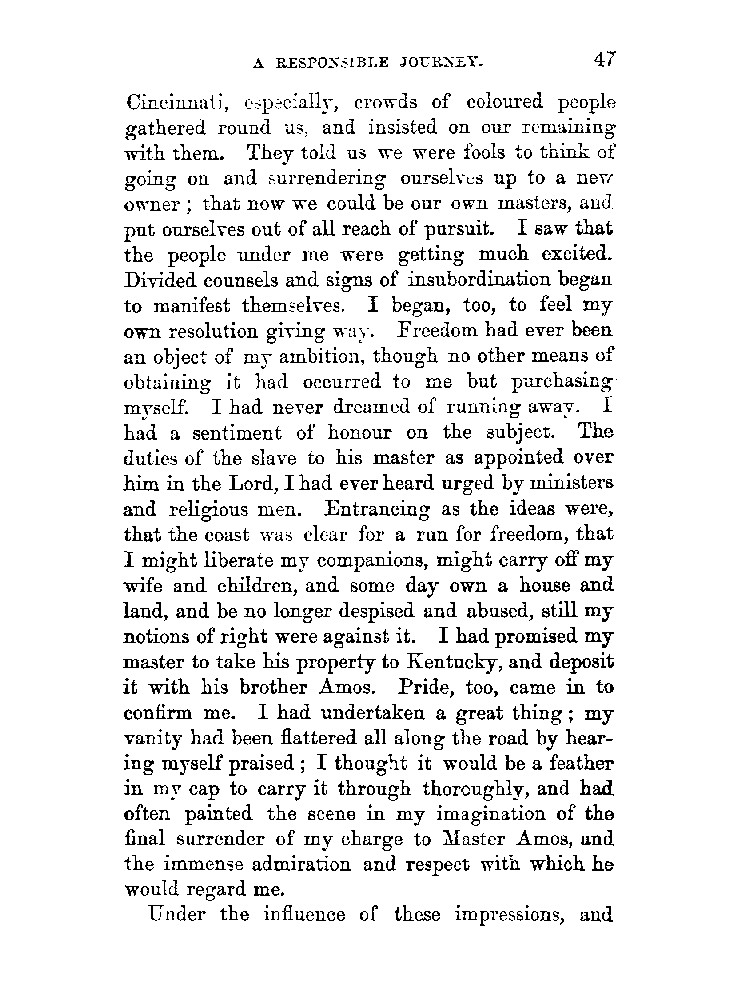 A RESPONSIBLE JOURNEY. 47
Cincinnati, especially, crowds of coloured people
gathered round us, and insisted on our remaining
with them. They told us we were fools to think of
going on and surrendering ourselves up to a new
owner; that now we could be our own masters, and
put ourselves out of all reach of pursuit. I saw that
the people under me were getting much excited.
Divided counsels and signs of insubordination began
to manifest themselves. I began, too, to feel my
own resolution giving way. Freedom had ever been
an object of my ambition, though no other means of
obtaining it had occurred to me but purchasing
myself. I had never dreamed of running away. I
had a sentiment of honour on the subject. The
duties of the slave to his master as appointed over
him in the Lord, I had ever heard urged by ministers
and religious men. Entrancing as the ideas were,
that the coast was clear for a run for freedom, that
I might liberate my companions, might carry off my
wife and children, and some day own a house and
land, and be no longer despised and abused, still my
notions of right were against it. I had promised my
master to take his property to Kentucky, and deposit
it with his brother Amos. Pride, too, came in to
confirm me. I had undertaken a great thing; my
vanity had been flattered all along the road by hear-
ing myself praised; I thought it would be a feather
in my cap to carry it through thoroughly, and had
often painted the scene in my imagination of the
final surrender of my charge to Master Amos, and
the immense admiration and respect with which he
would regard me.
Under the influence of these impressions, and